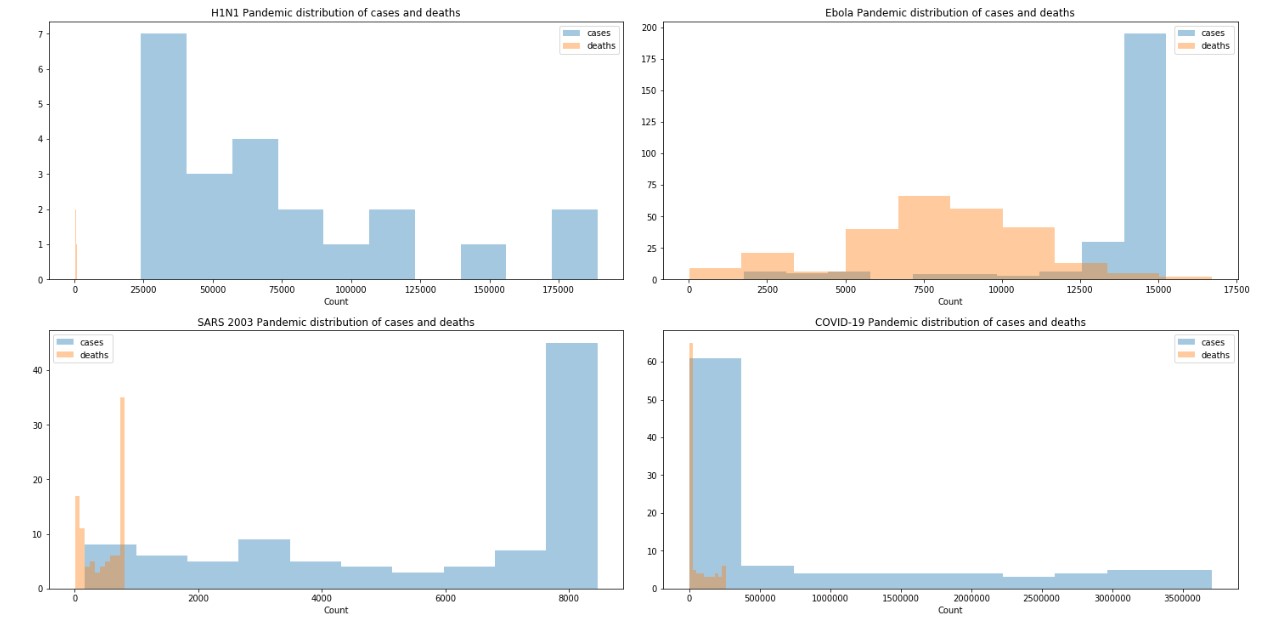 H1N1 Pandemic distribution of cases and deaths
cases
deaths
7
6
5
4
3
2
1
0
0 25000 50000 75000 100000 125000 150000 175000
Count
Ebola Pandemic distribution of cases and deaths
cases
deaths
200
175
150
125
100
75
50
25
0
0 2500 5000 7500 10000 12500 15000 17500
Count
SARS 2003 Pandemic distribution of cases and deaths
cases
deaths
40
30
20
10
0
0 2000 4000 6000 8000
Count
COVID-19 Pandemic distribution of cases and deaths
cases
deaths
60
50
40
30
20
10
0
0 500000 1000000 1500000 2000000 2500000 3000000 3500000
Count